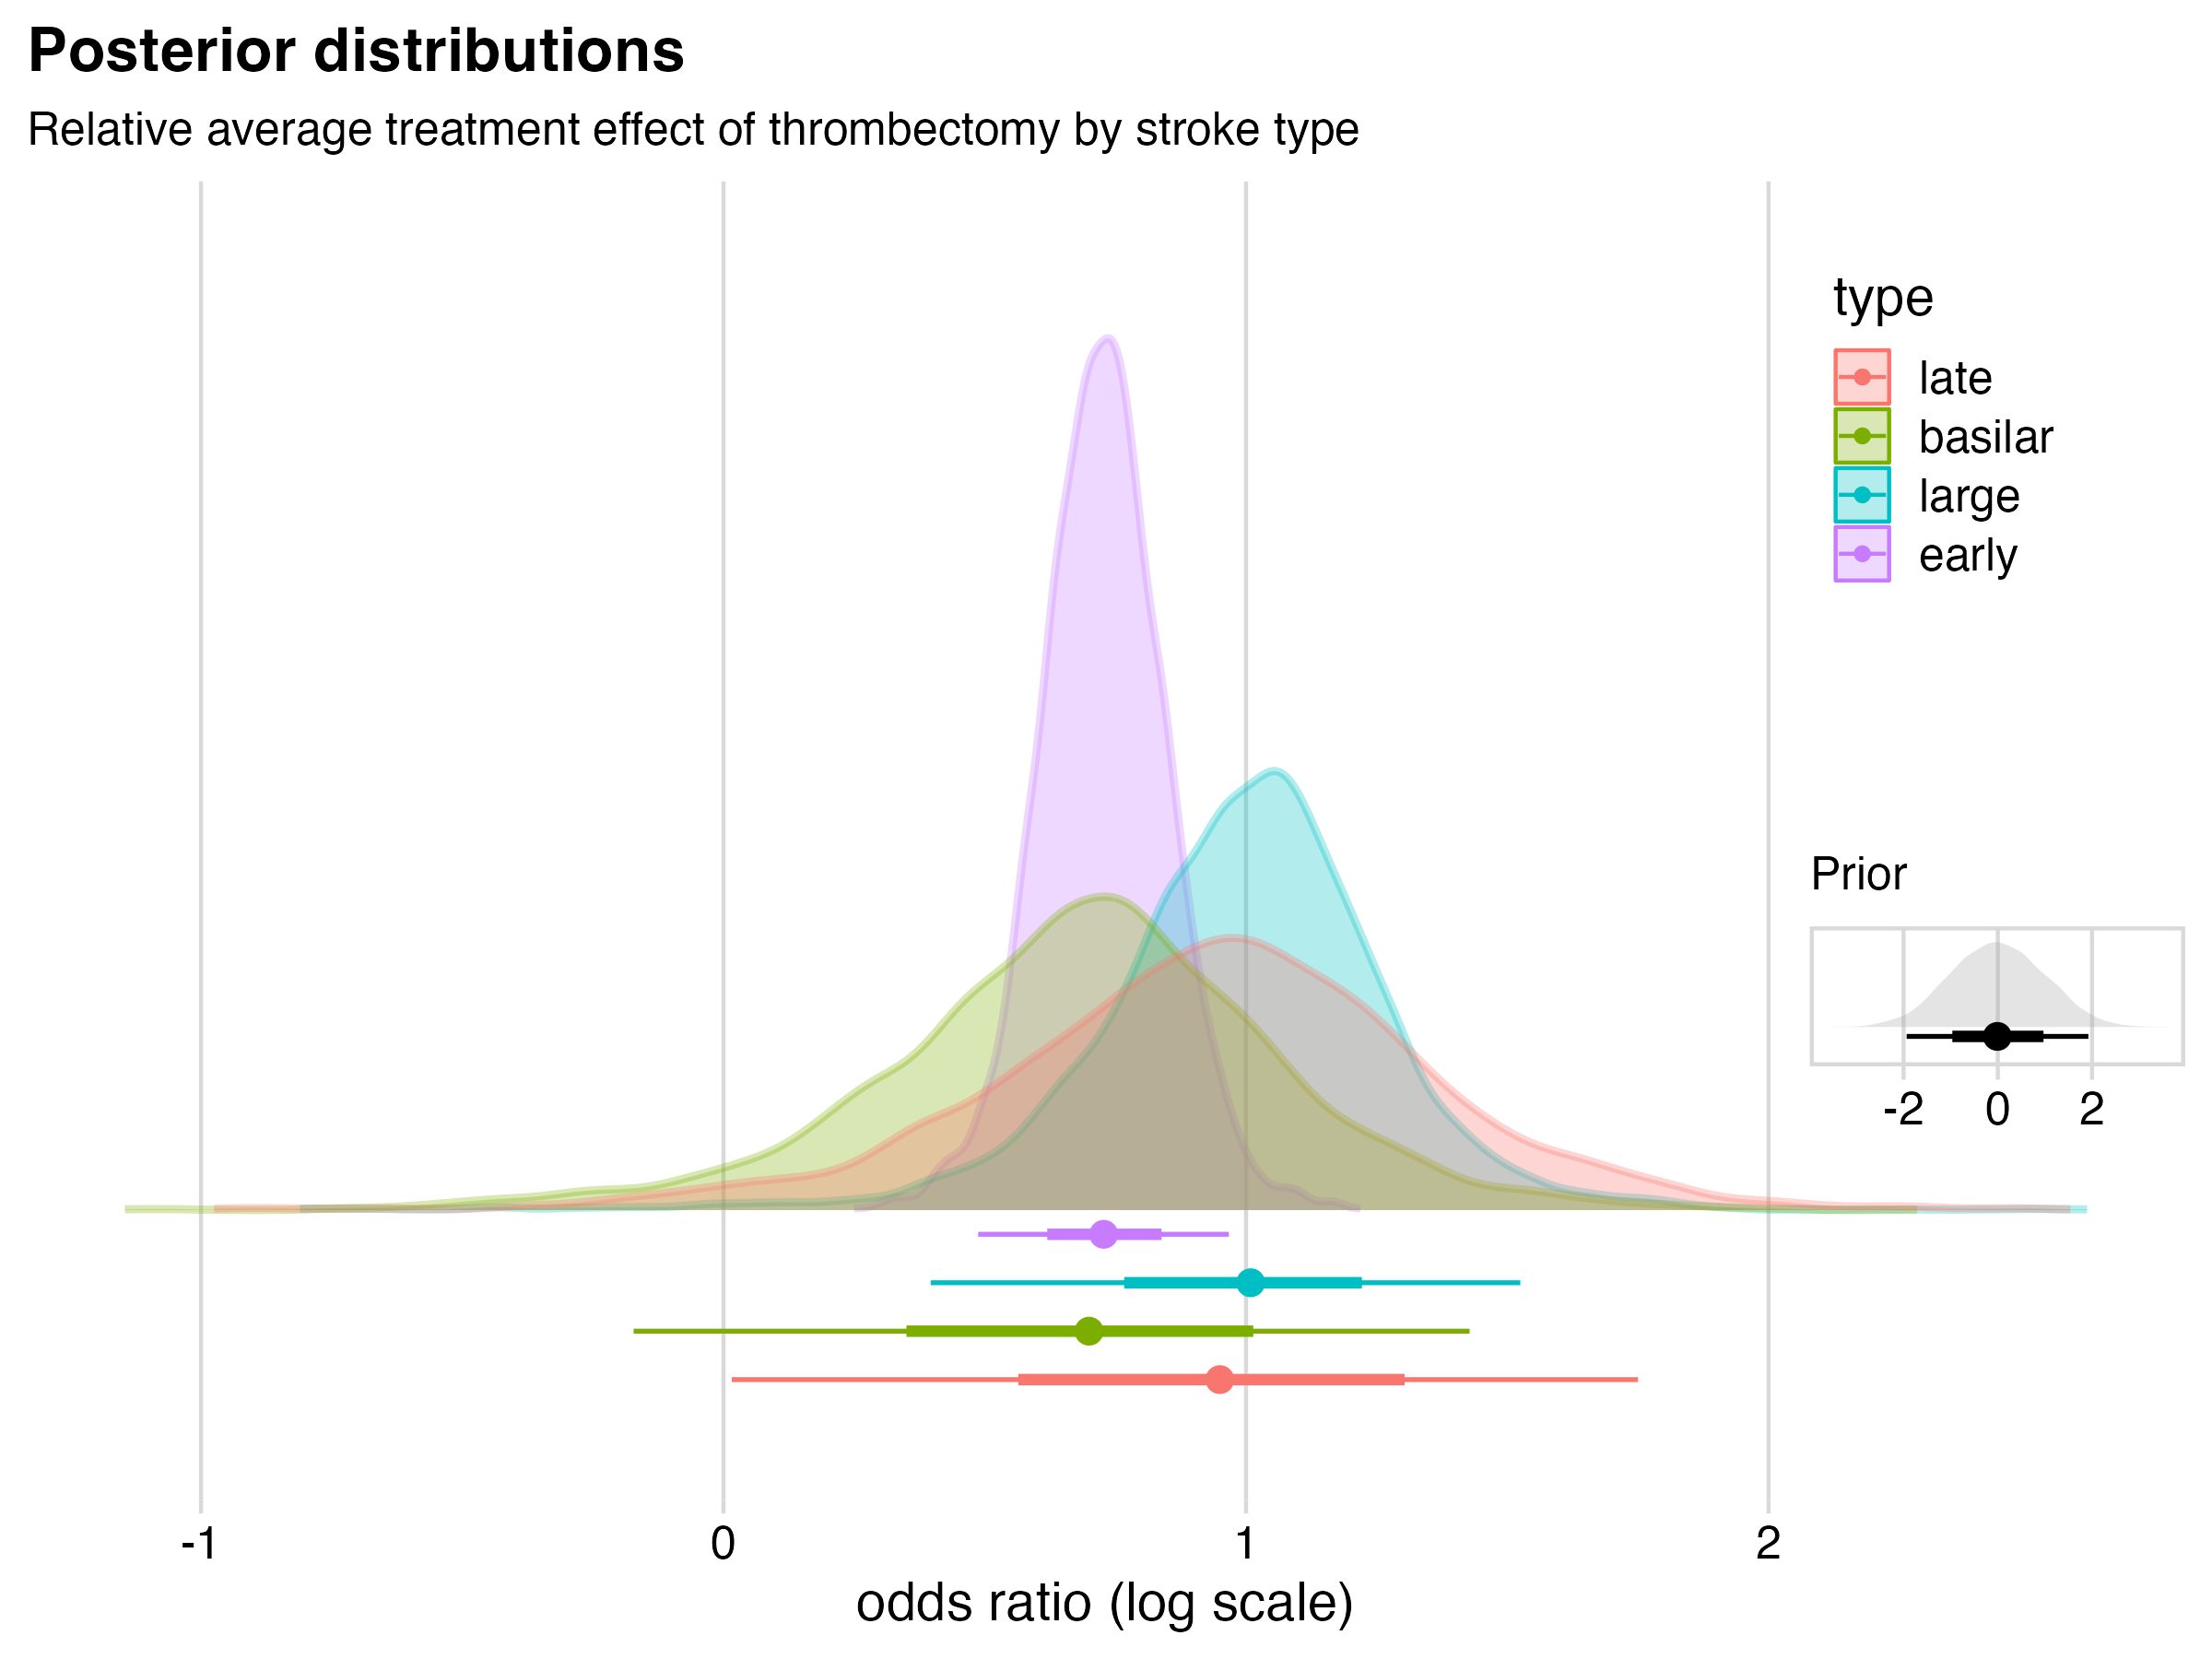 Posterior distributions
Relative average treatment effect of thrombectomy by stroke type
type
late
basilar
large
early
Prior
-2 0 2
-1 0 1 2
odds ratio (log scale)